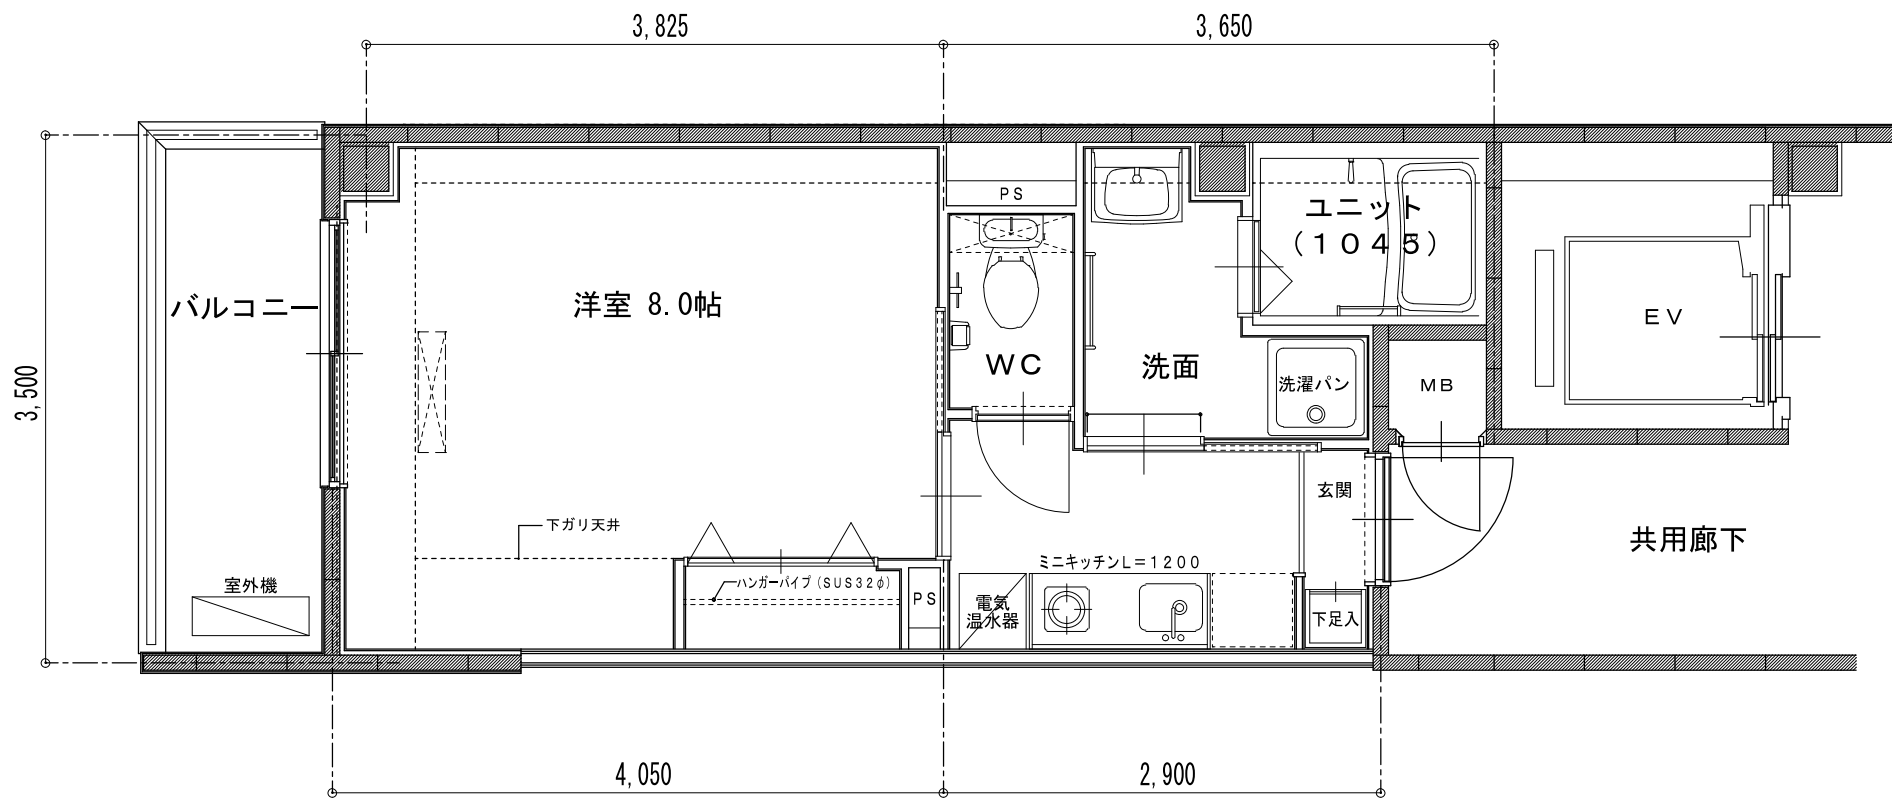 3,825
3,650
3,500
PS
ユニット
(1045)
バルコニー
洋室 8.0帖
EV
WC
洗面
洗濯パン
MB
玄関
下ガリ天井
共用廊下
ミニキッチンL=1200
室外機
ハンガーパイプ(SUS32φ)
PS
電気
温水器
下足入
4,050
2,900